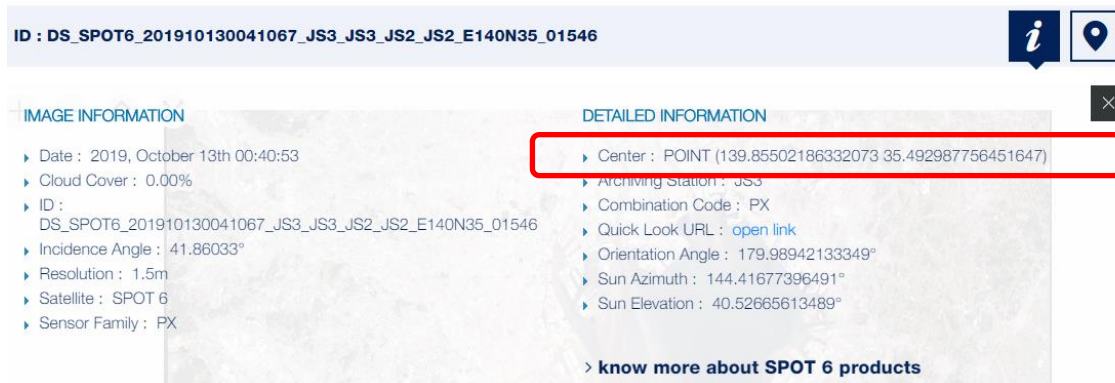 ID : DS_SPOT6_201910130041067_JS3_JS3_JS2_JS2_E140N35_01546
i
IMAGE INFORMATION
Date : 2019, October 13th 00:40:53
Cloud Cover : 0.00%
ID :
DS_SPOT6_201910130041067_JS3_JS3_JS2_JS2_E140N35_01546
Incidence Angle : 41.86033°
Resolution : 1.5m
Satellite : SPOT 6
Sensor Family : PX
DETAILED INFORMATION
Center : POINT (139.85502186332073 35.492987756451647)
Archiving Station : JS3
Combination Code : PX
Quick Look URL : open link
Orientation Angle : 179.98942133349°
Sun Azimuth : 144.41677396491°
Sun Elevation : 40.52665613489°
> know more about SPOT 6 products